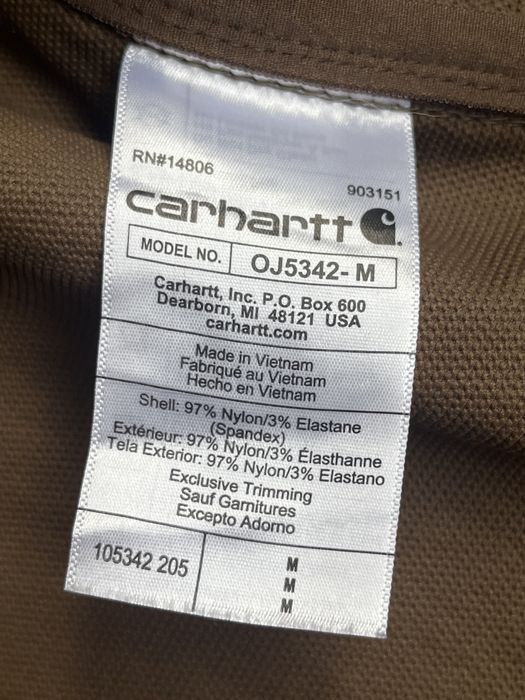 RN#14806
903151
carhartt
MODEL NO. OJ5342- M
Carhartt, Inc. P.O. Box 600
Dearborn, MI 48121 USA
carhartt.com
Made in Vietnam
Fabriqué au Vietnam
Hecho en Vietnam
Shell: 97% Nylon/3% Elastane
(Spandex)
Extérieur: 97% Nylon/3% Élasthanne
Tela Exterior: 97% Nylon/3% Elastano
Exclusive Trimming
Sauf Garnitures
Excepto Adorno
105342 205
M
M
M